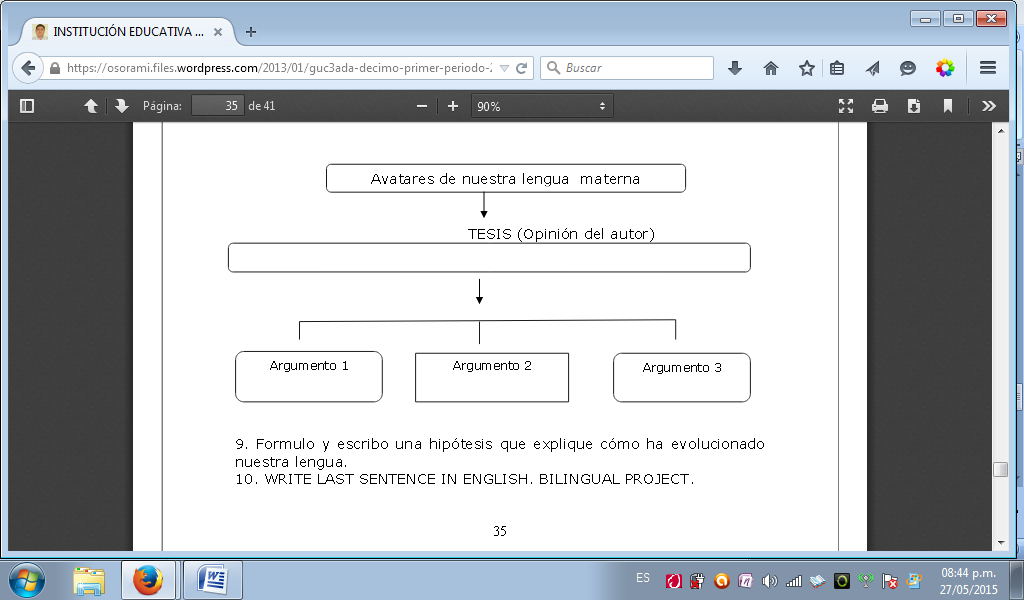 INSTITUCIÓN EDUCATIVA ...
https://osorami.files.wordpress.com/2013/01/guc3ada-decimo-primer-periodo-2
Buscar
Página: 35 de 41
90%
Avatares de nuestra lengua materna
TESIS (Opinión del autor)
Argumento 1
Argumento 2
Argumento 3
9. Formulo y escribo una hipótesis que explique cómo ha evolucionado
nuestra lengua.
10. WRITE LAST SENTENCE IN ENGLISH. BILINGUAL PROJECT.
35
ES
08:44 p.m.
27/05/2015